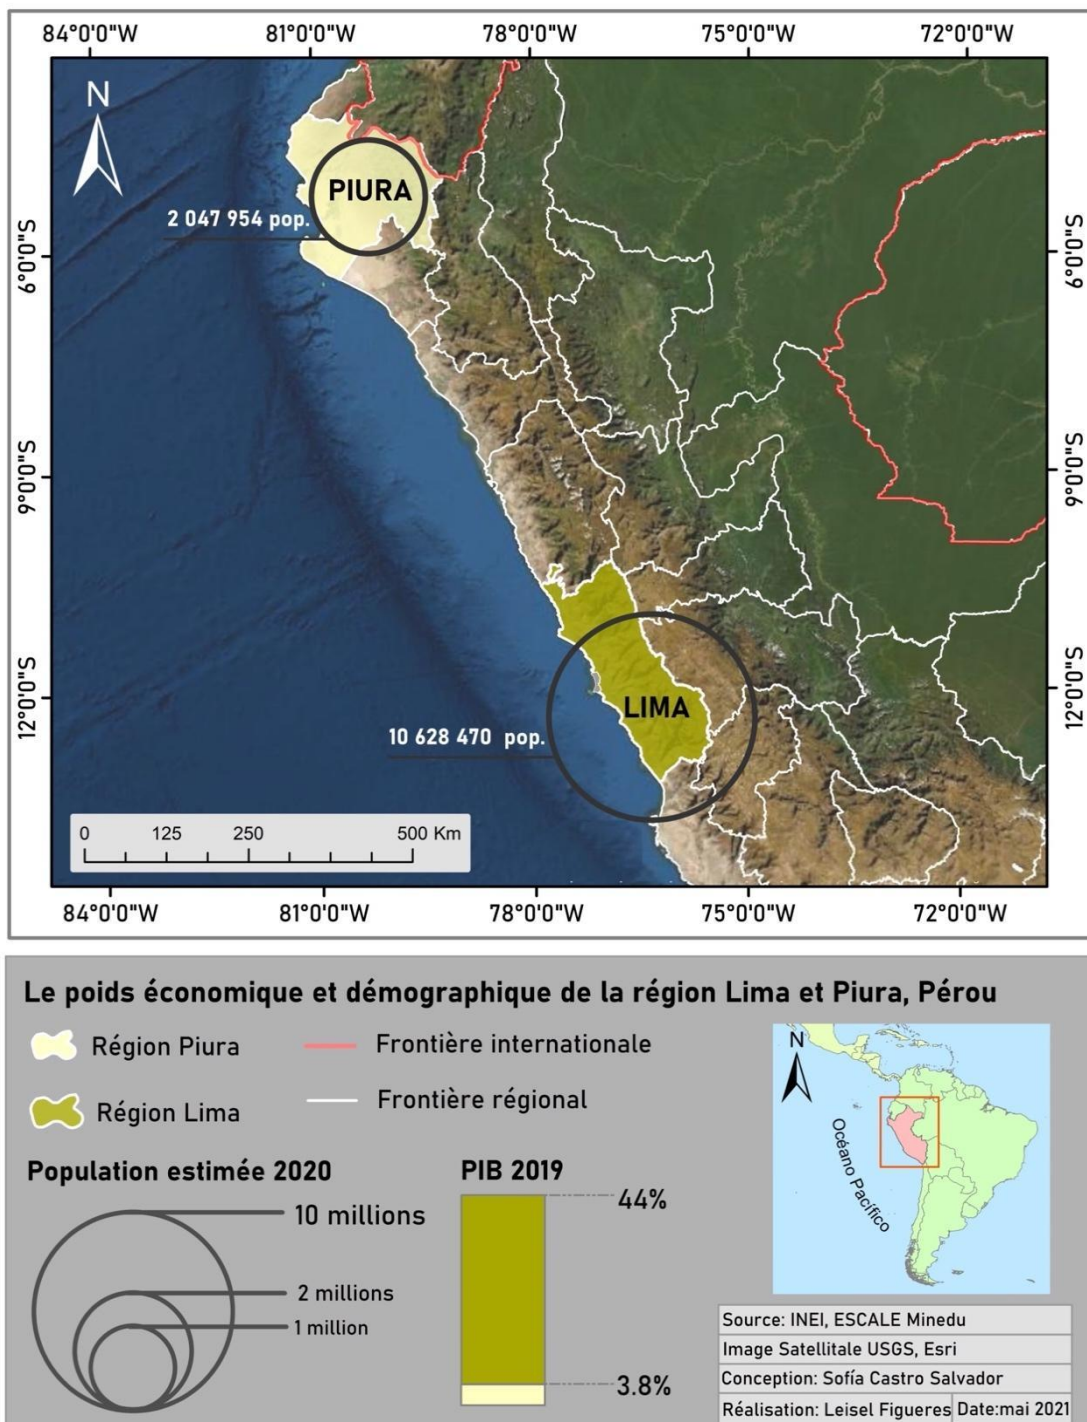 84°0'0"W 81°0'0"W 78°0'0"W 75°0'0"W 72°0'0"W
N
PIURA
2 047 954 pop.
6°0'0"S 6°0'0"S
9°0'0"S 9°0'0"S
12°0'0"S 12°0'0"S
LIMA
10 628 470 pop.
0 125 250 500 Km
84°0'0"W 81°0'0"W 78°0'0"W 75°0'0"W 72°0'0"W
Le poids économique et démographique de la région Lima et Piura, Pérou
Région Piura
Frontière internationale
Région Lima
Frontière régional
Population estimée 2020
10 millions
2 millions
1 million
PIB 2019
44%
3.8%
N
Océano Pacífico
Source: INEI, ESCALE Minedu
Image Satellitale USGS, Esri
Conception: Sofía Castro Salvador
Réalisation: Leisel Figueres Date:mai 2021